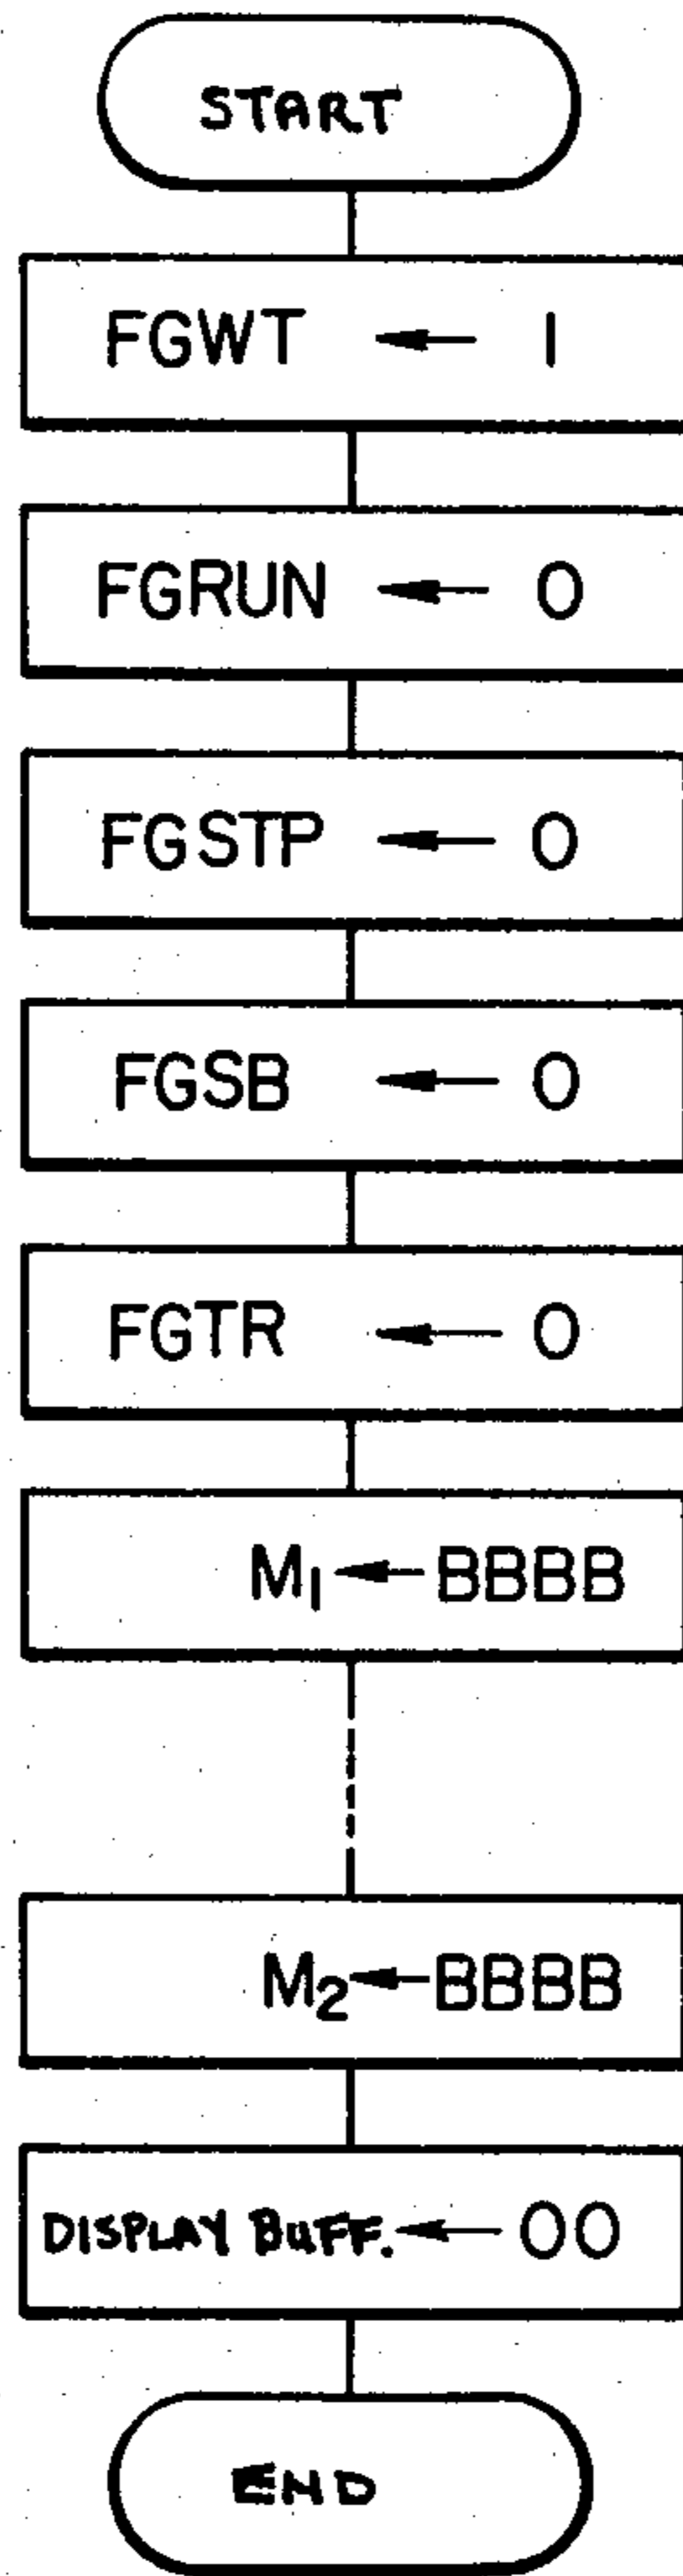 START
FGWT ← 1
FGRUN ← 0
FGSTP ← 0
FGSB ← 0
FGTR ← 0
M₁ ← BBBB
M₂ ← BBBB
DISPLAY BUFF. ← 00
END